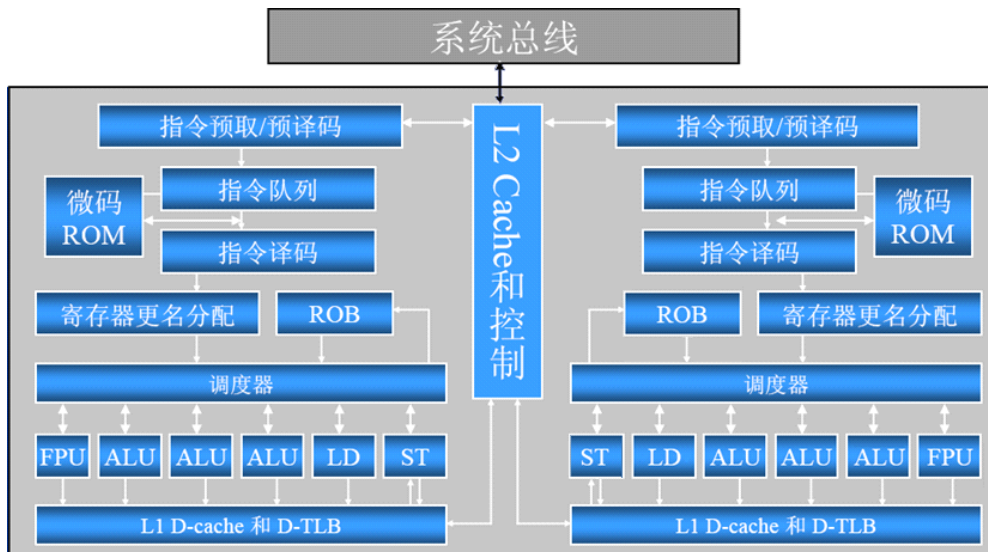 系统总线
指令预取/预译码
指令队列
微码
ROM
指令译码
寄存器更名分配
ROB
调度器
FPU
ALU
ALU
ALU
LD
ST
L1 D-cache 和 D-TLB
L2 Cache和控制
指令预取/预译码
指令队列
微码
ROM
指令译码
ROB
寄存器更名分配
调度器
ST
LD
ALU
ALU
ALU
FPU
L1 D-cache 和 D-TLB